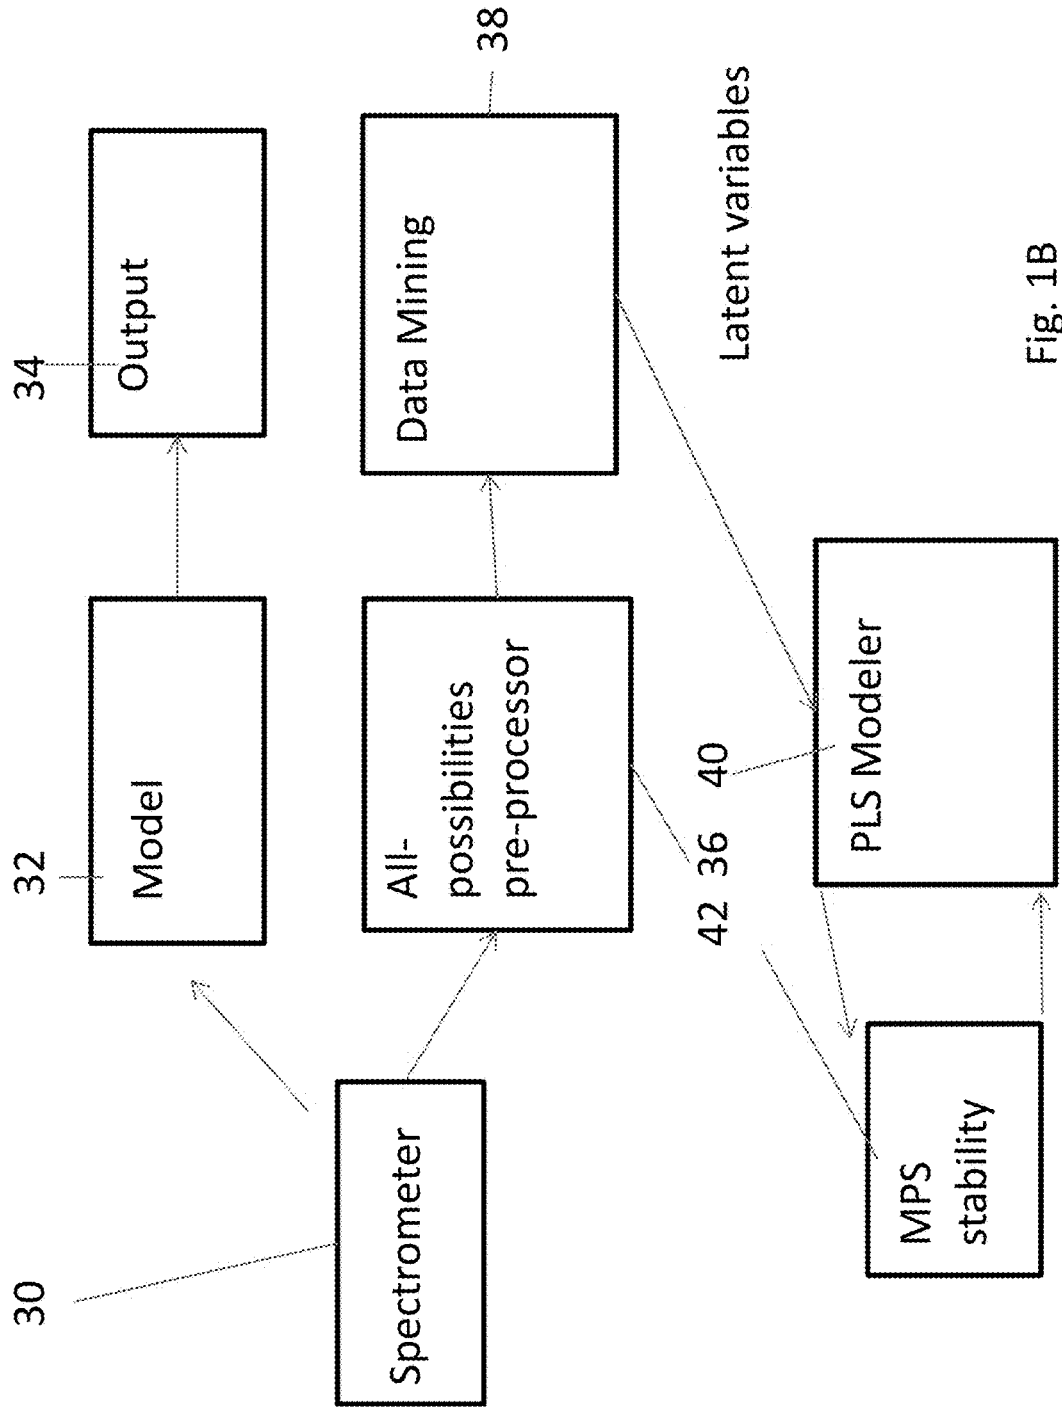 32
34
30
Model
Output
Spectrometer
All-
possibilities
pre-processor
Data Mining
38
42
36
40
Latent variables
MPS
stability
PLS Modeler
Fig. 1B